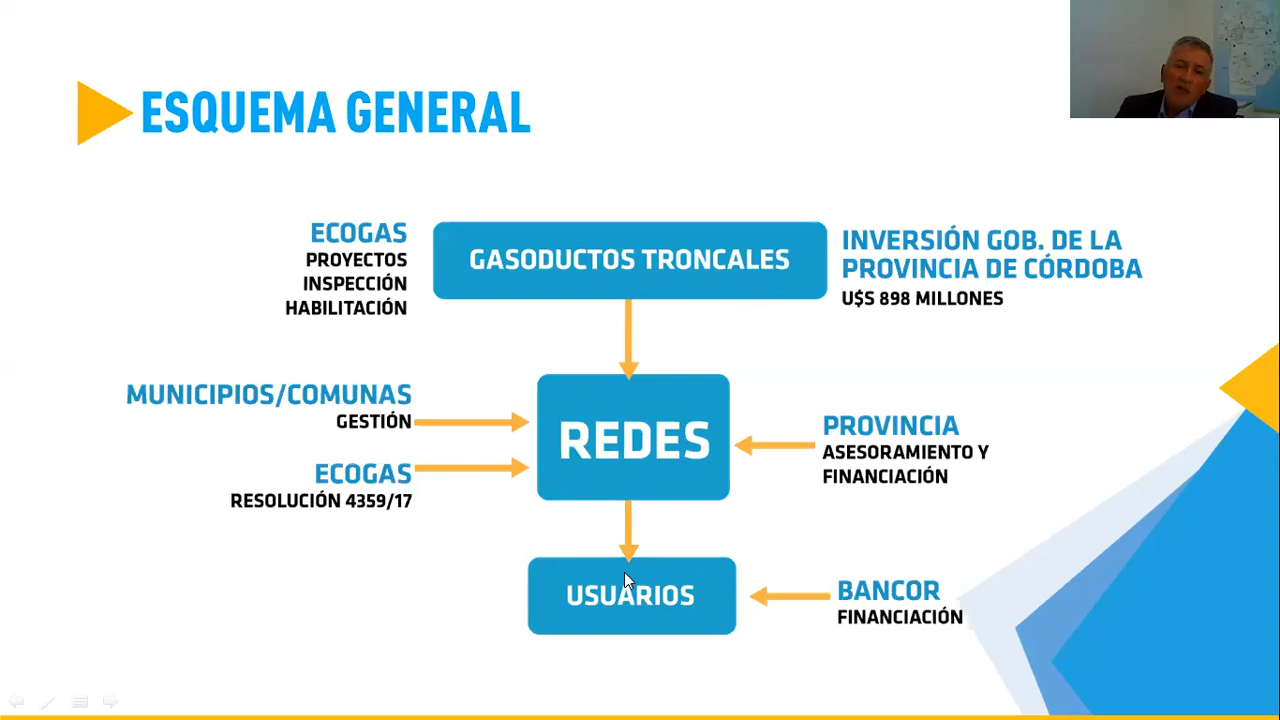 ESQUEMA GENERAL
ECOGAS
PROYECTOS
INSPECCIÓN
HABILITACIÓN
GASODUCTOS TRONCALES
INVERSIÓN GOB. DE LA
PROVINCIA DE CÓRDOBA
U$S 898 MILLONES
MUNICIPIOS/COMUNAS
GESTIÓN
ECOGAS
RESOLUCIÓN 4359/17
REDES
PROVINCIA
ASESORAMIENTO Y
FINANCIACIÓN
USUARIOS
BANCOR
FINANCIACIÓN